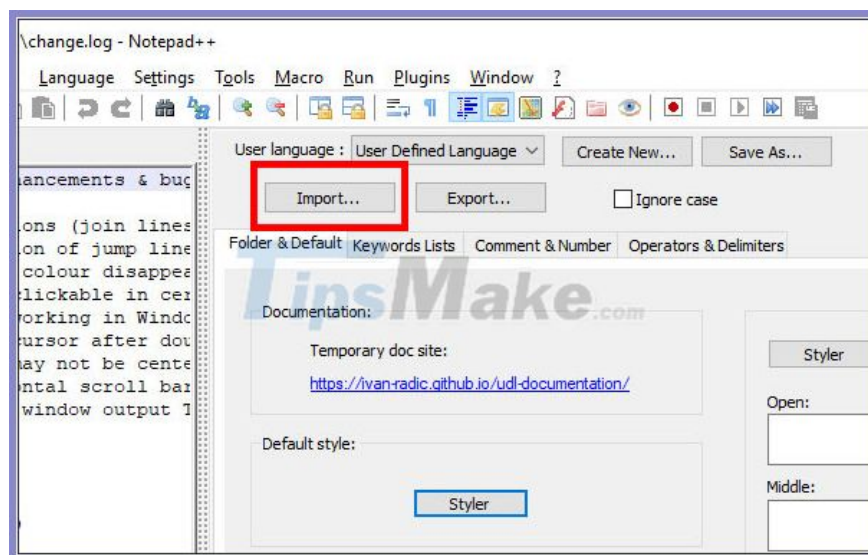 \change.log - Notepad++
Language Settings Tools Macro Run Plugins Window ?
User language : User Defined Language Create New... Save As...
Import... Export... Ignore case
Folder & Default Keywords Lists Comment & Number Operators & Delimiters
TipsMake.com
Documentation:
Temporary doc site:
https://ivan-radic.github.io/udl-documentation/
Default style:
Styler
Styler
Open:
Middle:
ancements & bug
ons (join lines
on of jump line
colour disappea
lickable in cer
orking in Windo
ursor after dou
ay not be cente
ntal scroll bar
window output T